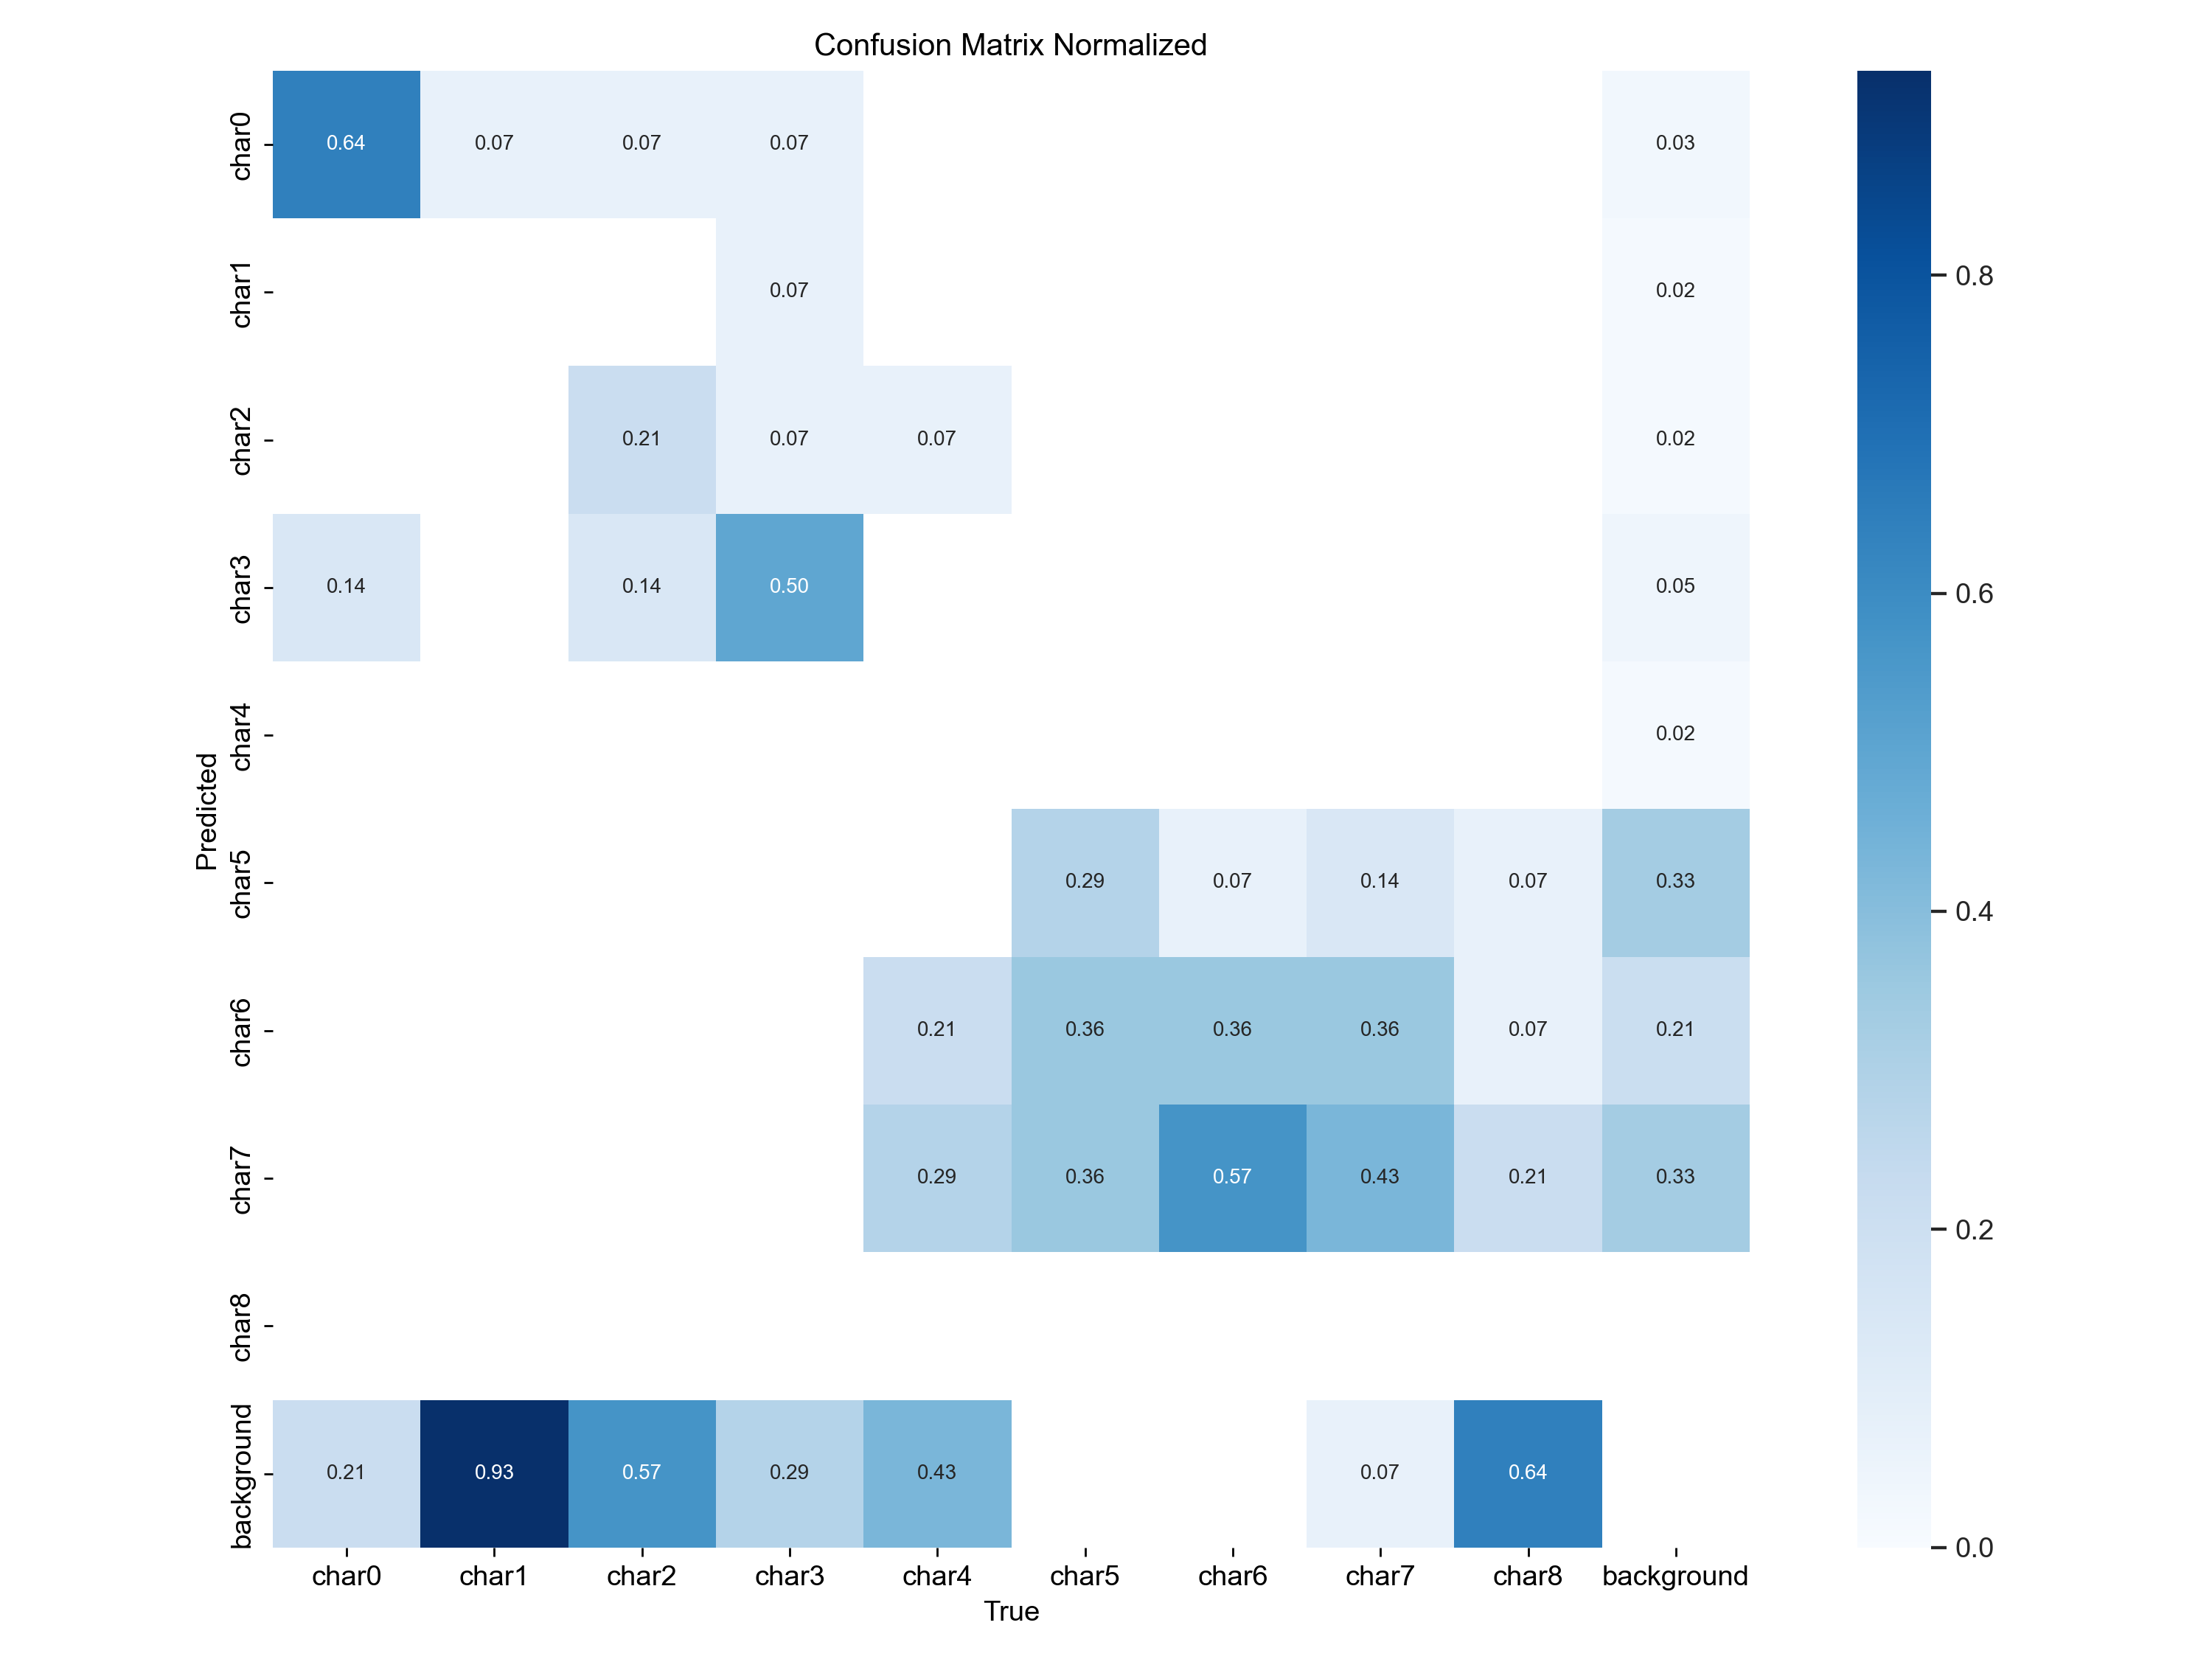 Confusion Matrix Normalized
char0 0.64 0.07 0.07 0.07 0.03
char1 0.07 0.02
0.8
char2 0.21 0.07 0.07 0.02
char3 0.14 0.14 0.50 0.05
0.6
char4 0.02
Predicted
char5 0.29 0.07 0.14 0.07 0.33
0.4
char6 0.21 0.36 0.36 0.36 0.07 0.21
char7 0.29 0.36 0.57 0.43 0.21 0.33
0.2
char8
background 0.21 0.93 0.57 0.29 0.43 0.07 0.64
0.0
char0 char1 char2 char3 char4 char5 char6 char7 char8 background
True